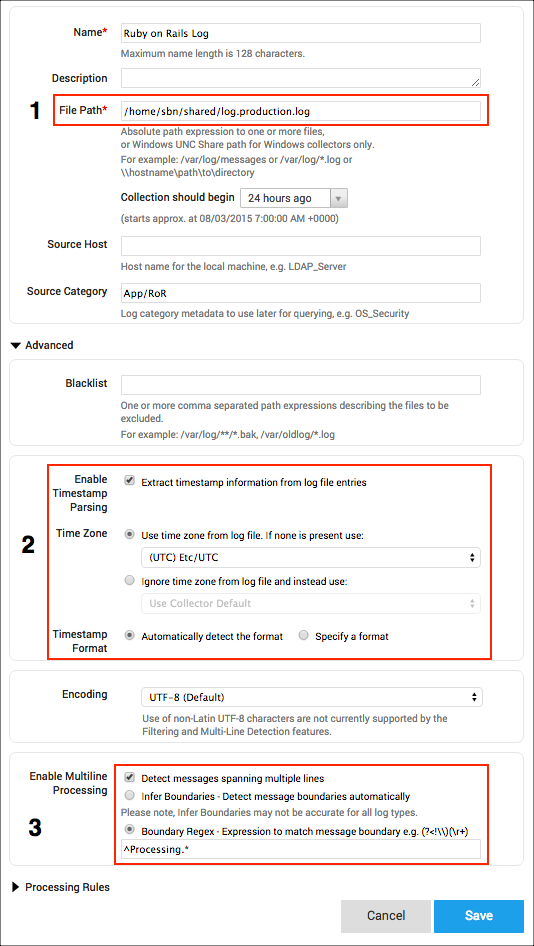 Name* Ruby on Rails Log
Maximum name length is 128 characters.
Description
1 File Path* /home/sbn/shared/log.production.log
Absolute path expression to one or more files,
or Windows UNC Share path for Windows collectors only.
For example: /var/log/messages or /var/log/*.log or
\\hostname\path\to\directory
Collection should begin 24 hours ago
(starts approx. at 08/03/2015 7:00:00 AM +0000)
Source Host
Host name for the local machine, e.g. LDAP_Server
Source Category App/RoR
Log category metadata to use later for querying, e.g. OS_Security
Advanced
Blacklist
One or more comma separated path expressions describing the files to be
excluded.
For example: /var/log/**/*.bak, /var/oldlog/*.log
Enable
Timestamp
Parsing
Extract timestamp information from log file entries
2
Time Zone Use time zone from log file. If none is present use:
(UTC) Etc/UTC
Ignore time zone from log file and instead use:
Use Collector Default
Timestamp
Format
Automatically detect the format Specify a format
Encoding UTF-8 (Default)
Use of non-Latin UTF-8 characters are not currently supported by the
Filtering and Multi-Line Detection features.
Enable Multiline
Processing
3
Detect messages spanning multiple lines
Infer Boundaries - Detect message boundaries automatically
Please note, Infer Boundaries may not be accurate for all log types.
Boundary Regex - Expression to match message boundary e.g. (?<!\\)(\r+)
^Processing.*
Processing Rules
Cancel Save